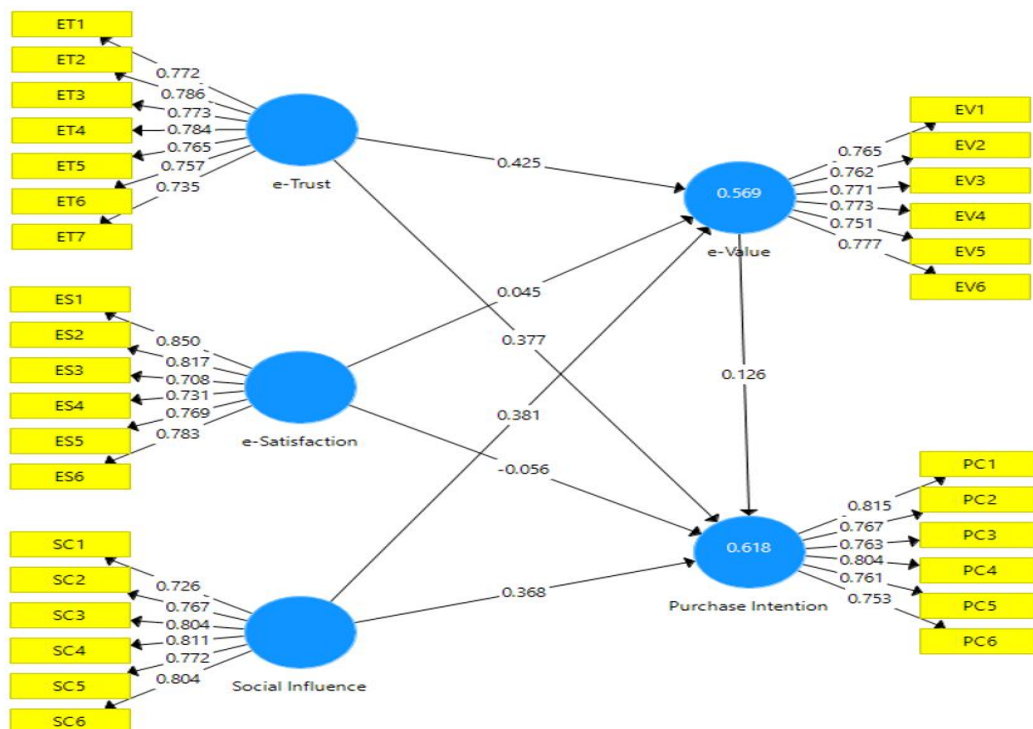 ET1
ET2
ET3
ET4
ET5
ET6
ET7
0.772
0.786
0.773
0.784
0.765
0.757
0.735
e-Trust
ES1
ES2
ES3
ES4
ES5
ES6
0.850
0.817
0.708
0.731
0.769
0.783
e-Satisfaction
SC1
SC2
SC3
SC4
SC5
SC6
0.726
0.767
0.804
0.811
0.772
0.804
Social Influence
0.425
0.045
0.377
0.381
-0.056
0.368
0.126
0.569
e-Value
0.765
0.762
0.771
0.773
0.751
0.777
EV1
EV2
EV3
EV4
EV5
EV6
0.618
Purchase Intention
0.815
0.767
0.763
0.804
0.761
0.753
PC1
PC2
PC3
PC4
PC5
PC6